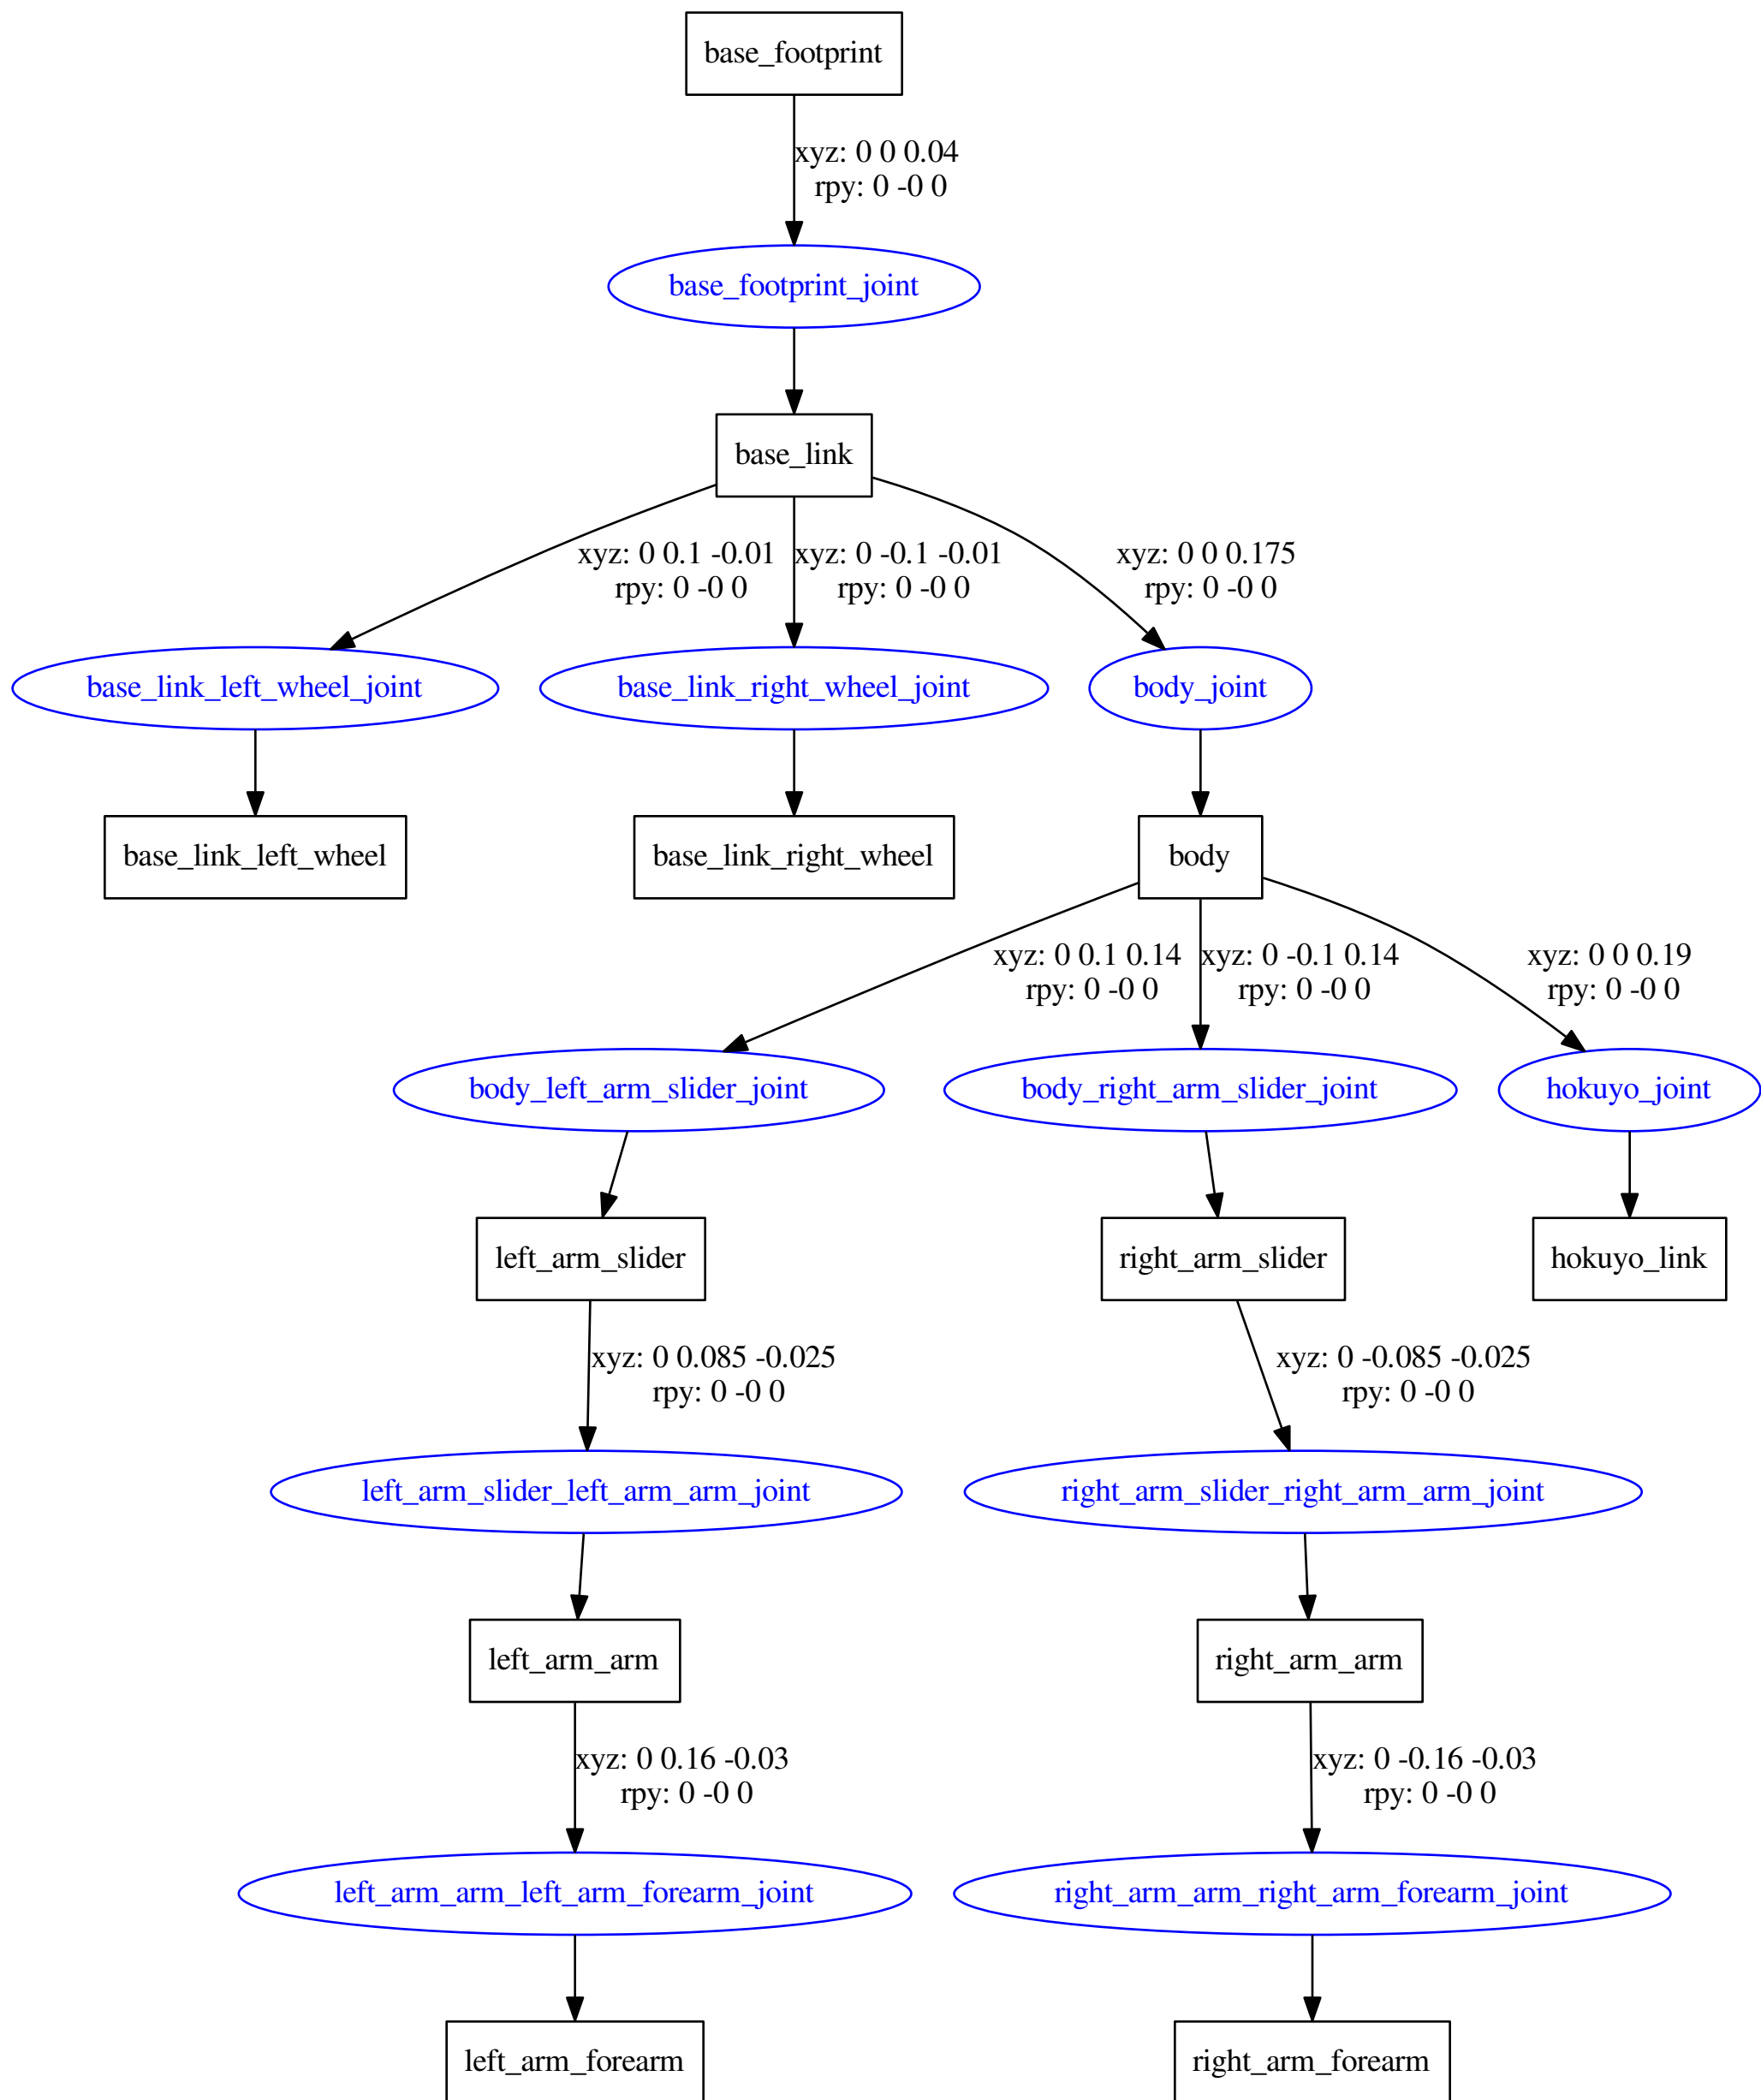 base_footprint
xyz: 0 0 0.04
rpy: 0 -0 0
base_footprint_joint
base_link
xyz: 0 0.1 -0.01
rpy: 0 -0 0
xyz: 0 -0.1 -0.01
rpy: 0 -0 0
xyz: 0 0 0.175
rpy: 0 -0 0
base_link_left_wheel_joint
base_link_right_wheel_joint
body_joint
base_link_left_wheel
base_link_right_wheel
body
xyz: 0 0.1 0.14
rpy: 0 -0 0
xyz: 0 -0.1 0.14
rpy: 0 -0 0
xyz: 0 0 0.19
rpy: 0 -0 0
body_left_arm_slider_joint
body_right_arm_slider_joint
hokuyo_joint
left_arm_slider
right_arm_slider
hokuyo_link
xyz: 0 0.085 -0.025
rpy: 0 -0 0
xyz: 0 -0.085 -0.025
rpy: 0 -0 0
left_arm_slider_left_arm_arm_joint
right_arm_slider_right_arm_arm_joint
left_arm_arm
right_arm_arm
xyz: 0 0.16 -0.03
rpy: 0 -0 0
xyz: 0 -0.16 -0.03
rpy: 0 -0 0
left_arm_arm_left_arm_forearm_joint
right_arm_arm_right_arm_forearm_joint
left_arm_forearm
right_arm_forearm